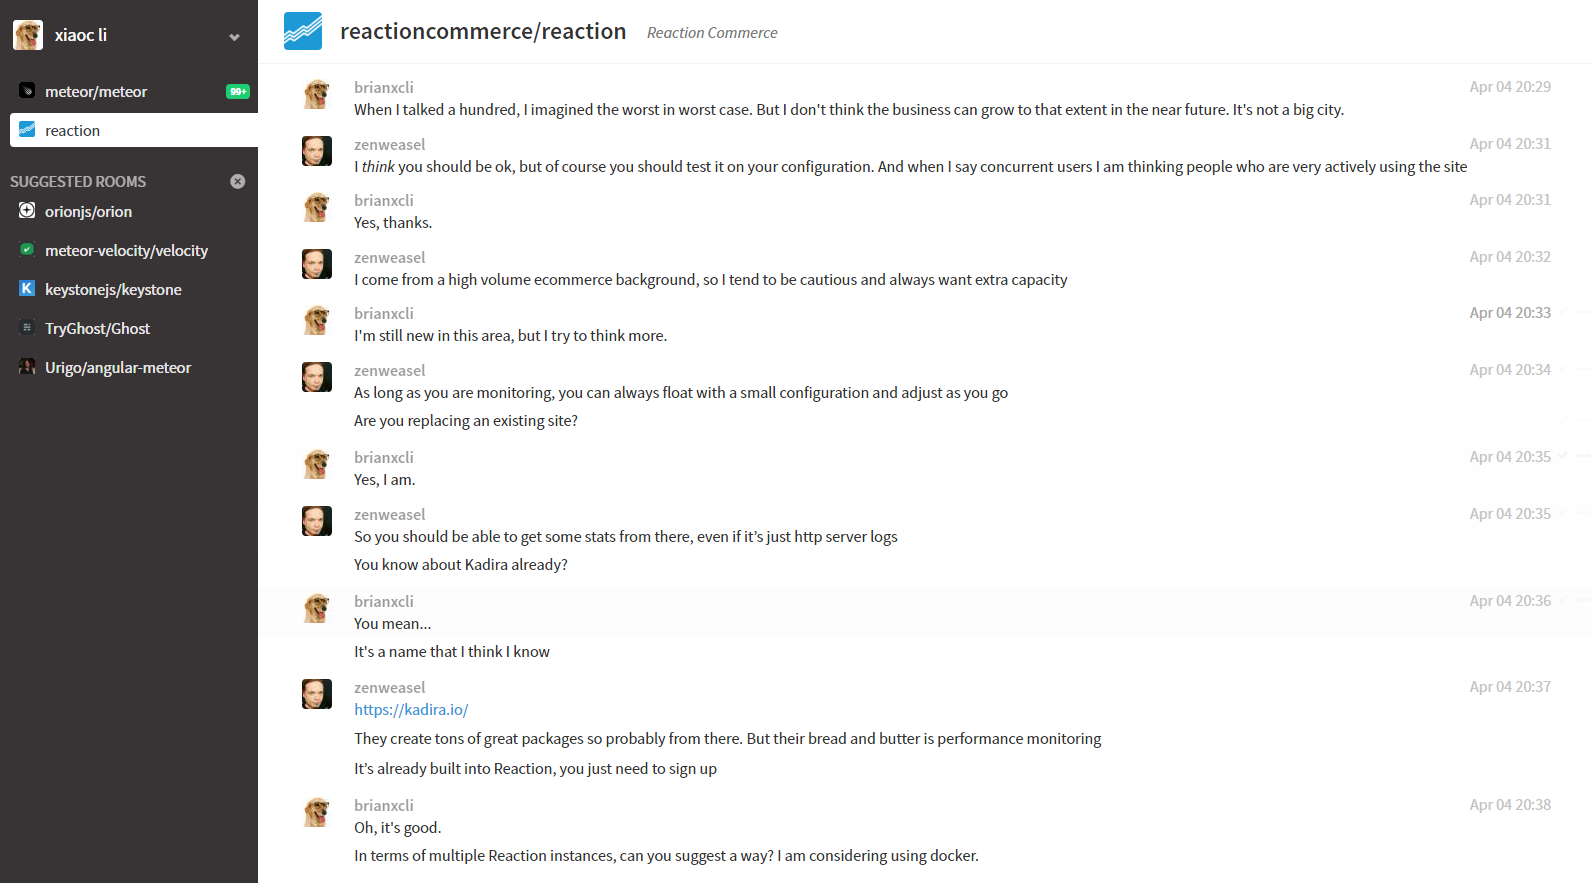 xiaoc li
meteor/meteor
99+
reaction
SUGGESTED ROOMS
orionjs/orion
meteor-velocity/velocity
K
keystonejs/keystone
TryGhost/Ghost
Urigo/angular-meteor
reactioncommerce/reaction Reaction Commerce
brianxcli Apr 04 20:29
When I talked a hundred, I imagined the worst in worst case. But I don't think the business can grow to that extent in the near future. It's not a big city.
zenweasel Apr 04 20:31
I think you should be ok, but of course you should test it on your configuration. And when I say concurrent users I am thinking people who are very actively using the site
brianxcli Apr 04 20:31
Yes, thanks.
zenweasel Apr 04 20:32
I come from a high volume ecommerce background, so I tend to be cautious and always want extra capacity
brianxcli Apr 04 20:33
I'm still new in this area, but I try to think more.
zenweasel Apr 04 20:34
As long as you are monitoring, you can always float with a small configuration and adjust as you go
Are you replacing an existing site?
brianxcli Apr 04 20:35
Yes, I am.
zenweasel Apr 04 20:35
So you should be able to get some stats from there, even if it’s just http server logs
You know about Kadira already?
brianxcli Apr 04 20:36
You mean...
It's a name that I think I know
zenweasel Apr 04 20:37
https://kadira.io/
They create tons of great packages so probably from there. But their bread and butter is performance monitoring
It’s already built into Reaction, you just need to sign up
brianxcli Apr 04 20:38
Oh, it's good.
In terms of multiple Reaction instances, can you suggest a way? I am considering using docker.